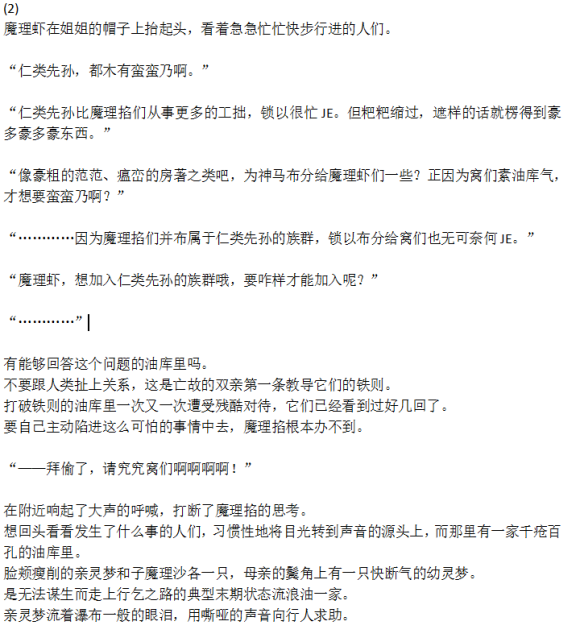 (2)
魔理虾在姐姐的帽子上抬起头，看着急急忙忙快步行进的人们。
“仁类先孙，都木有蛮蛮乃啊。”
“仁类先孙比魔理掐们从事更多的工拙，锁以很忙 JE。但粑粑缩过，遮样的话就楞得到豪
多豪多豪东西。”
“像豪租的范范、瘟峦的房著之类吧，为神马布分给魔理虾们一些？正因为窝们素油库气，
才想要蛮蛮乃啊？”
“…………因为魔理掐们并布属于仁类先孙的族群，锁以布分给窝们也无可奈何 JE。”
“魔理虾，想加入仁类先孙的族群哦，要咋样才能加入呢？”
“…………”
有能够回答这个问题的油库里吗。
不要跟人类扯上关系，这是亡故的双亲第一条教导它们的铁则。
打破铁则的油库里一次又一次遭受残酷对待，它们已经看到过好几回了。
要自己主动陷进这么可怕的事情中去，魔理掐根本办不到。
“——拜偷了，请究究窝们啊啊啊啊！”
在附近响起了大声的呼喊，打断了魔理掐的思考。
想回头看看发生了什么事的人们，习惯性地将目光转到声音的源头上，而那里有一家千疮百
孔的油库里。
脸颊瘦削的亲灵梦和子魔理沙各一只，母亲的鬓角上有一只快断气的幼灵梦。
是无法谋生而走上行乞之路的典型末期状态流浪油一家。
亲灵梦流着瀑布一般的眼泪，用嘶哑的声音向行人求助。